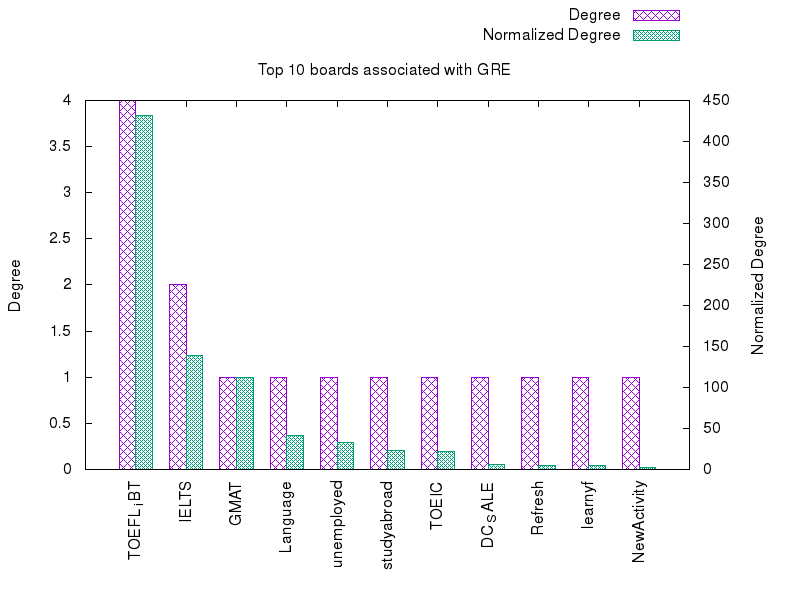 Degree
Normalized Degree
Top 10 boards associated with GRE
4
3.5
3
2.5
2
1.5
1
0.5
0
450
400
350
300
250
200
150
100
50
0
Degree
Normalized Degree
TOEFLiBT
IELTS
GMAT
Language
unemployed
studyabroad
TOEIC
DCsALE
Refresh
learnyf
NewActivity